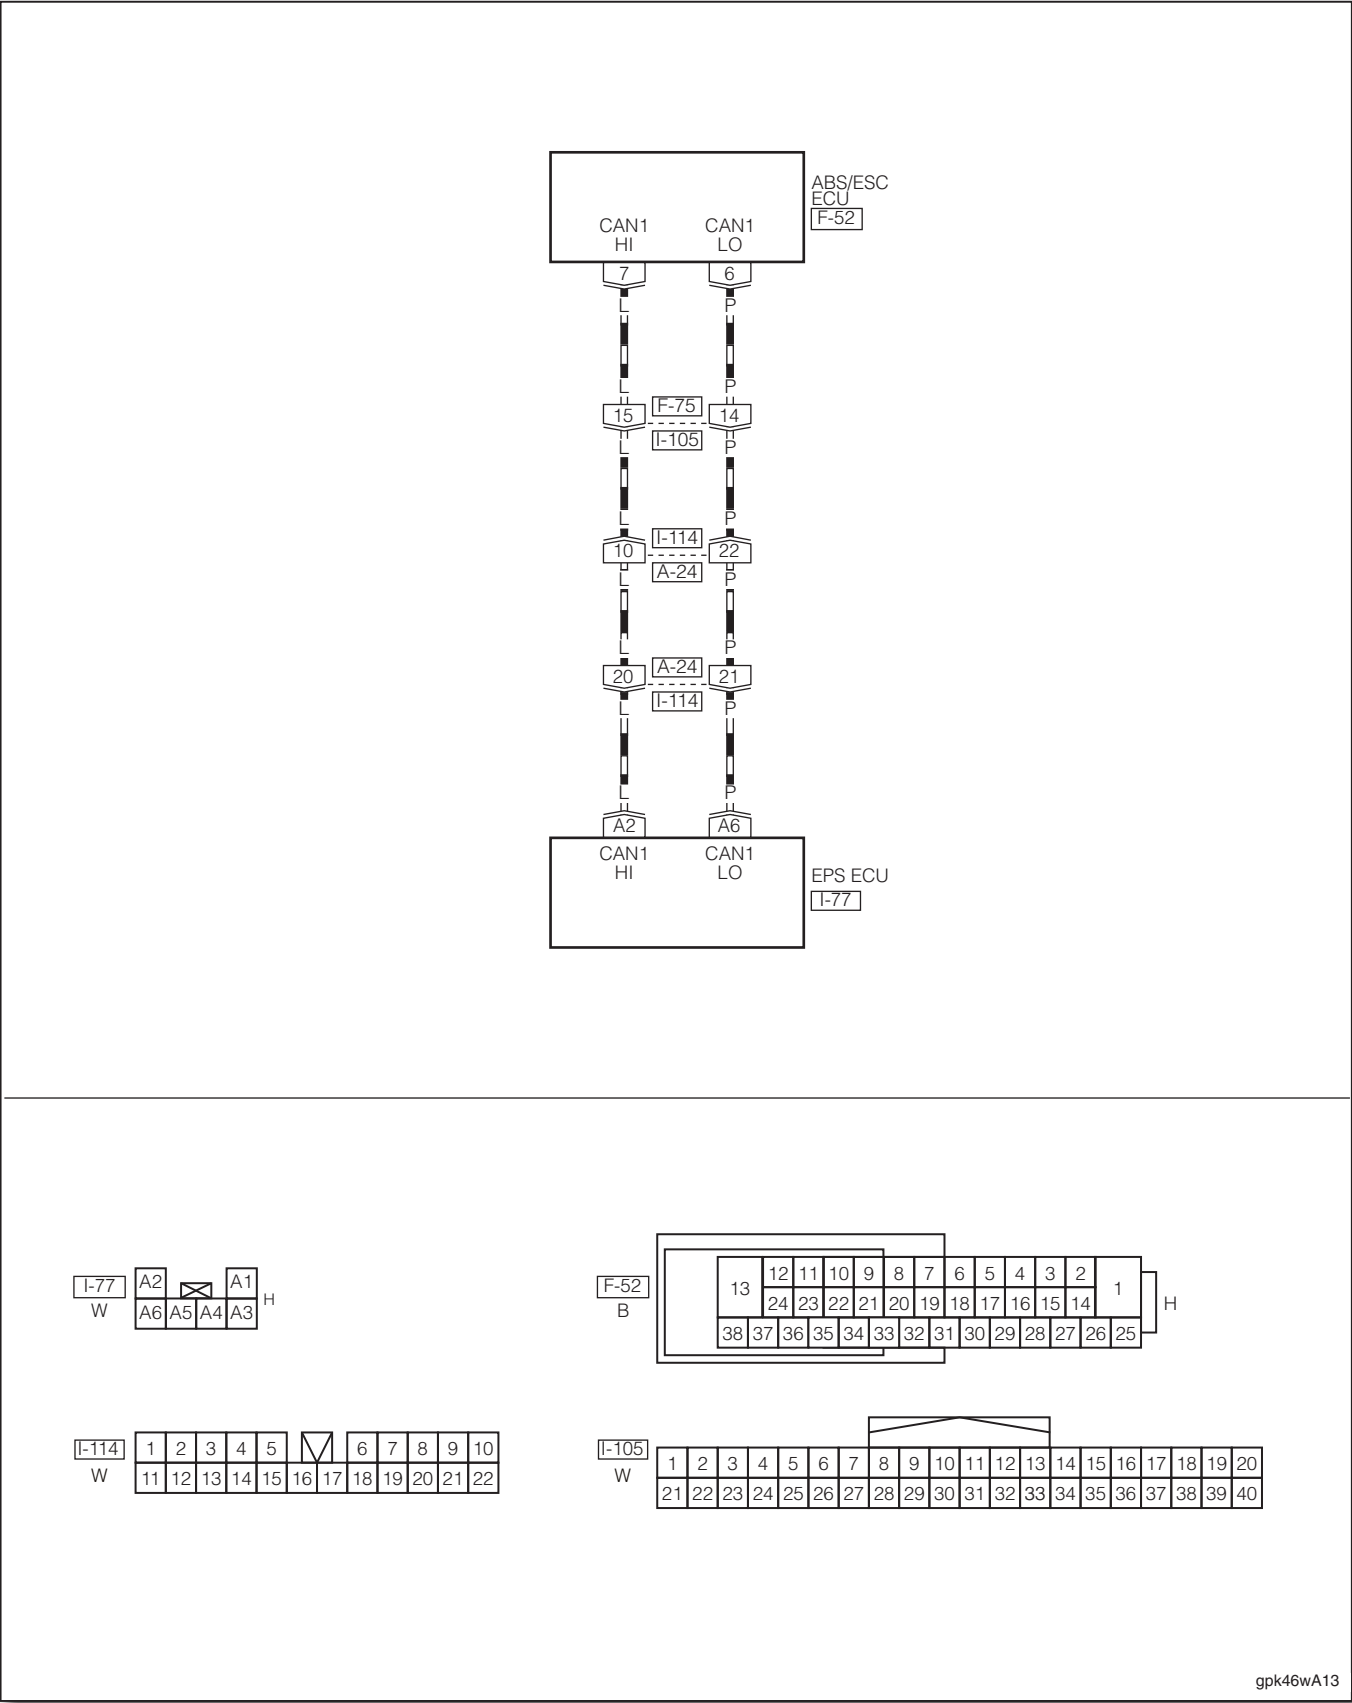 ABS/ESC
ECU
F-52
CAN1 CAN1
HI LO
7 6
L P
L P
15 F-75 14
I-105
L P
L P
I-114
10 22
A-24
L P
L P
A-24
20 21
I-114
L P
L P
A2 A6
CAN1 CAN1
HI LO
EPS ECU
I-77
I-77
W
A2 A1
A6 A5 A4 A3
H
F-52
B
13 12 11 10 9 8 7 6 5 4 3 2 1
24 23 22 21 20 19 18 17 16 15 14
38 37 36 35 34 33 32 31 30 29 28 27 26 25
H
I-114
W
1 2 3 4 5 6 7 8 9 10
11 12 13 14 15 16 17 18 19 20 21 22
I-105
W
1 2 3 4 5 6 7 8 9 10 11 12 13 14 15 16 17 18 19 20
21 22 23 24 25 26 27 28 29 30 31 32 33 34 35 36 37 38 39 40
gpk46wA13